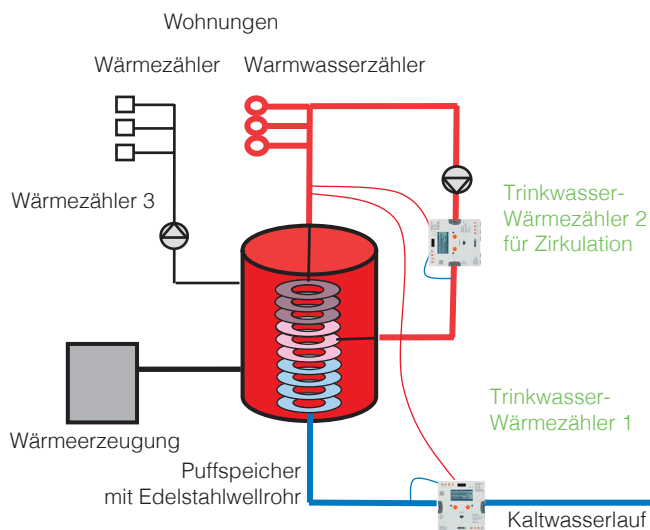 Wohnungen
Wärmezähler
Warmwasserzähler
Wärmezähler 3
Trinkwasser-
Wärmezähler 2
für Zirkulation
Trinkwasser-
Wärmezähler 1
Wärmeerzeugung
Puffspeicher
mit Edelstahlwellrohr
Kaltwasserlauf